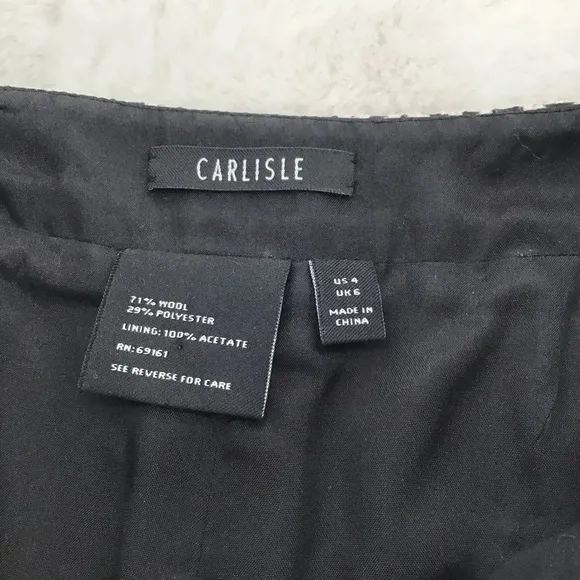 CARLISLE
71% WOOL
29% POLYESTER
LINING: 100% ACETATE
RN: 69161
SEE REVERSE FOR CARE
US 4
UK 6
MADE IN
CHINA